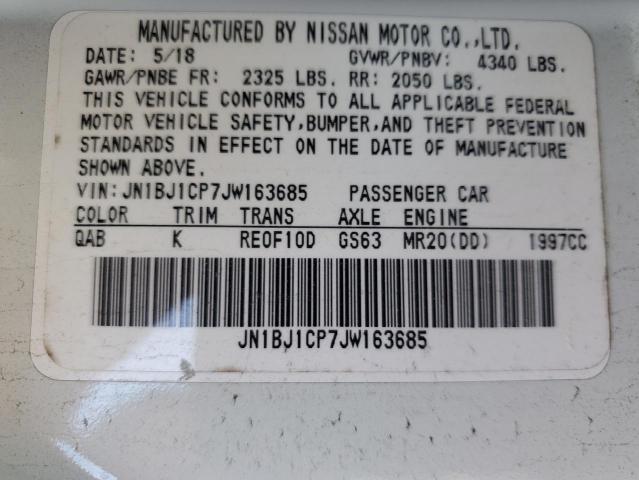 MANUFACTURED BY NISSAN MOTOR CO.,LTD.
DATE: 5/18 GVWR/PNBV: 4340 LBS.
GAWR/PNBE FR: 2325 LBS. RR: 2050 LBS.
THIS VEHICLE CONFORMS TO ALL APPLICABLE FEDERAL
MOTOR VEHICLE SAFETY,BUMPER,AND THEFT PREVENTION
STANDARDS IN EFFECT ON THE DATE OF MANUFACTURE
SHOWN ABOVE.
VIN:JN1BJ1CP7JW163685 PASSENGER CAR
COLOR TRIM TRANS AXLE ENGINE
QAB K RE0F10D GS63 MR20(DD) 1997CC
JN1BJ1CP7JW163685